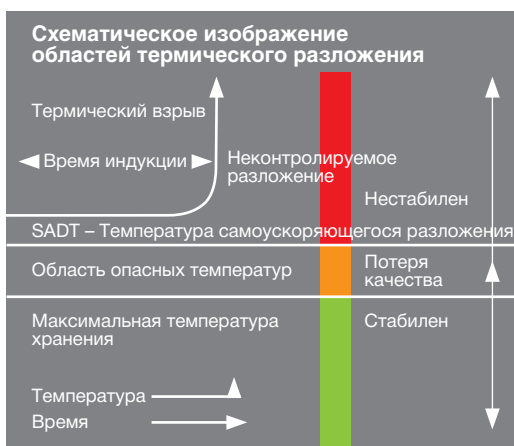 Схематическое изображение
областей термического разложения
Термический взрыв
Время индукции
Неконтролируемое
разложение
Нестабилен
SADT – Температура самоускоряющегося разложения
Область опасных температур
Потеря
качества
Максимальная температура
хранения
Стабилен
Температура
Время